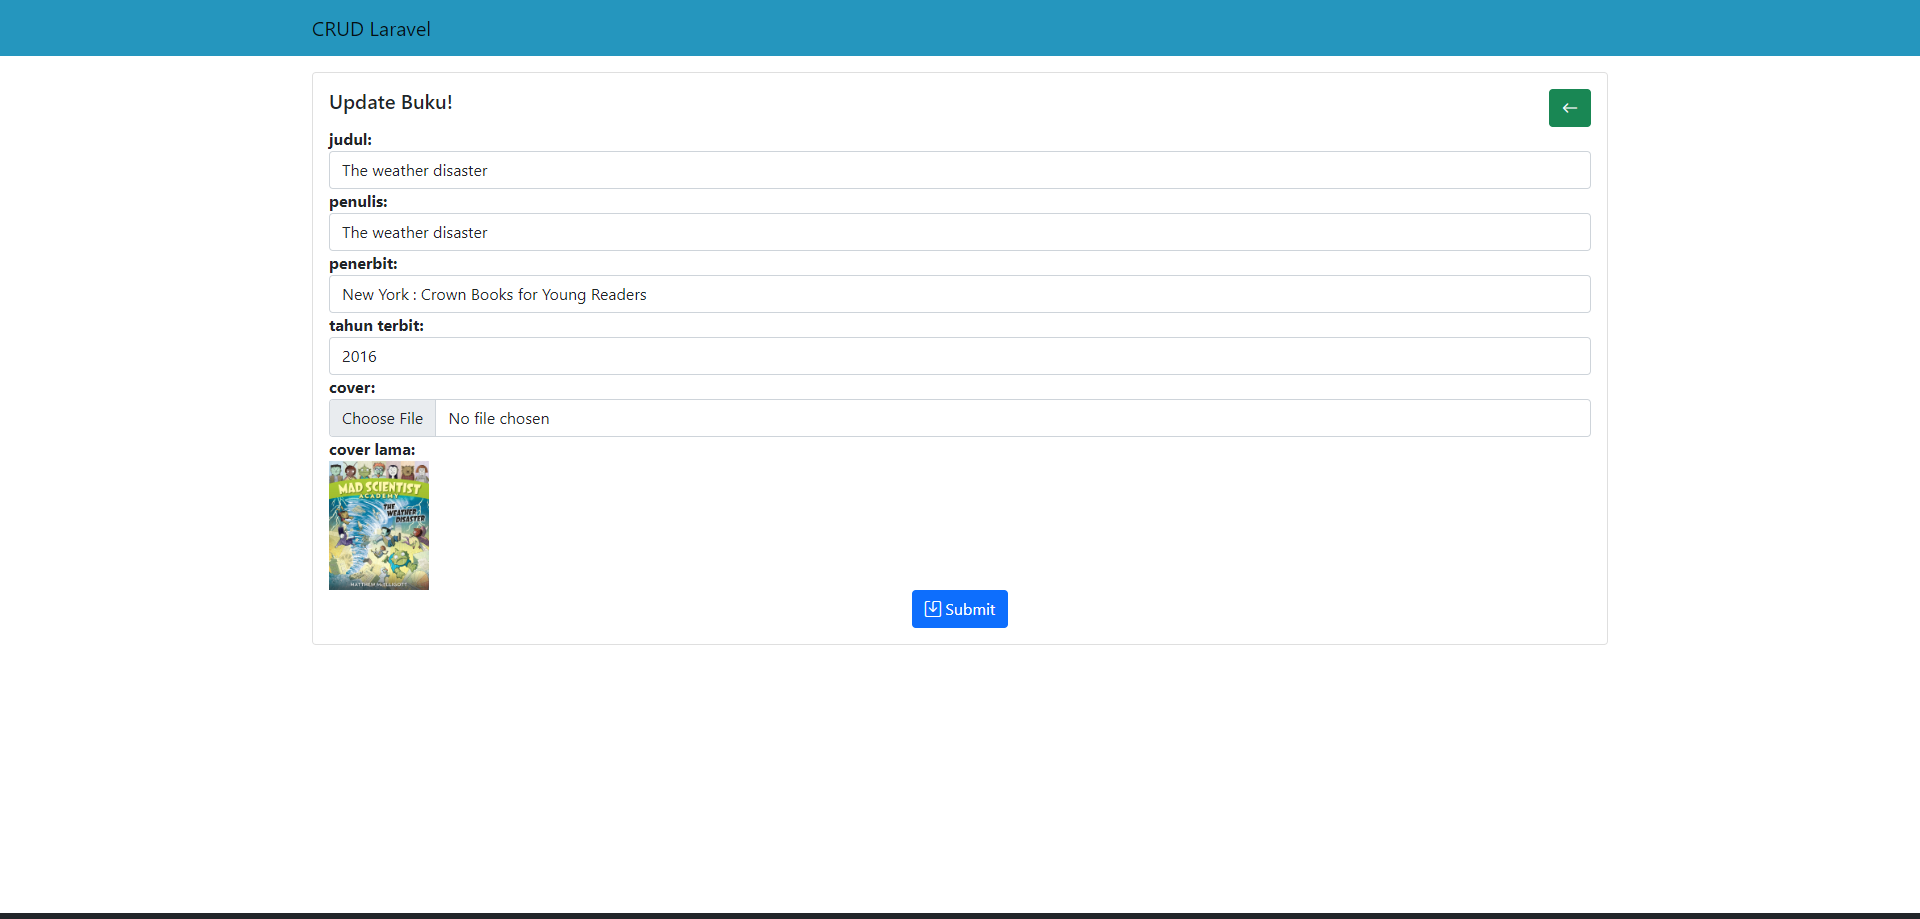 CRUD Laravel
Update Buku!
judul:
The weather disaster
penulis:
The weather disaster
penerbit:
New York : Crown Books for Young Readers
tahun terbit:
2016
cover:
Choose File No file chosen
cover lama:
MAD SCIENTIST
ACADEMY
THE
WEATHER
DISASTER
MATTHEW McELLIGOTT
Submit